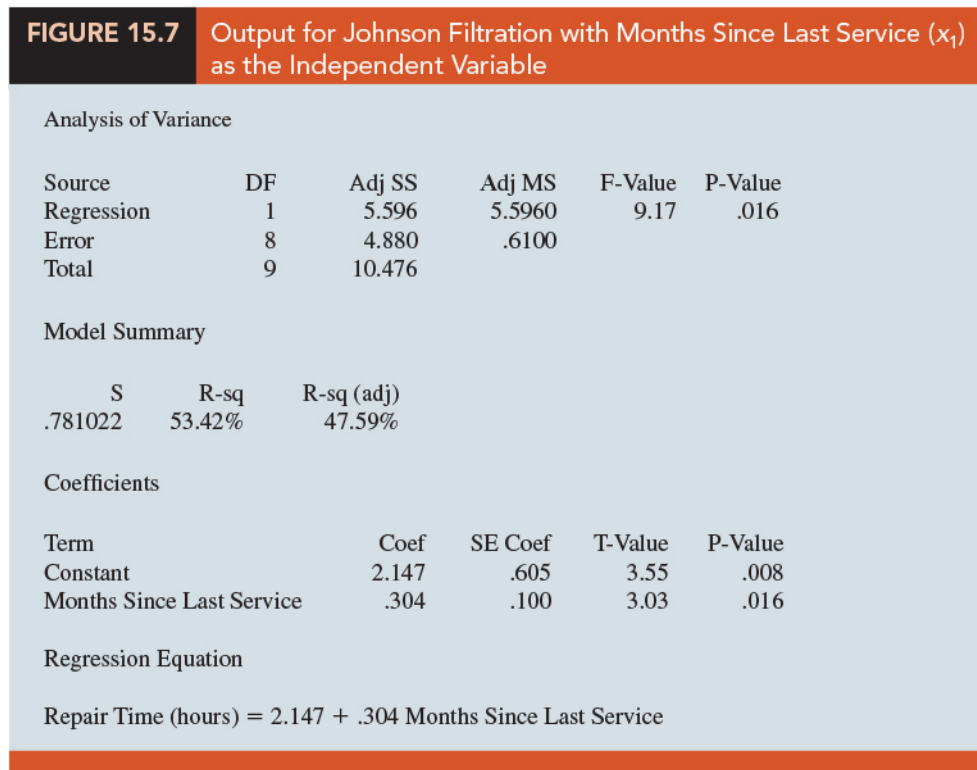 FIGURE 15.7 Output for Johnson Filtration with Months Since Last Service (x₁)
as the Independent Variable
Analysis of Variance
Source DF Adj SS Adj MS F-Value P-Value
Regression 1 5.596 5.5960 9.17 .016
Error 8 4.880 .6100
Total 9 10.476
Model Summary
S R-sq R-sq (adj)
.781022 53.42% 47.59%
Coefficients
Term Coef SE Coef T-Value P-Value
Constant 2.147 .605 3.55 .008
Months Since Last Service .304 .100 3.03 .016
Regression Equation
Repair Time (hours) = 2.147 + .304 Months Since Last Service